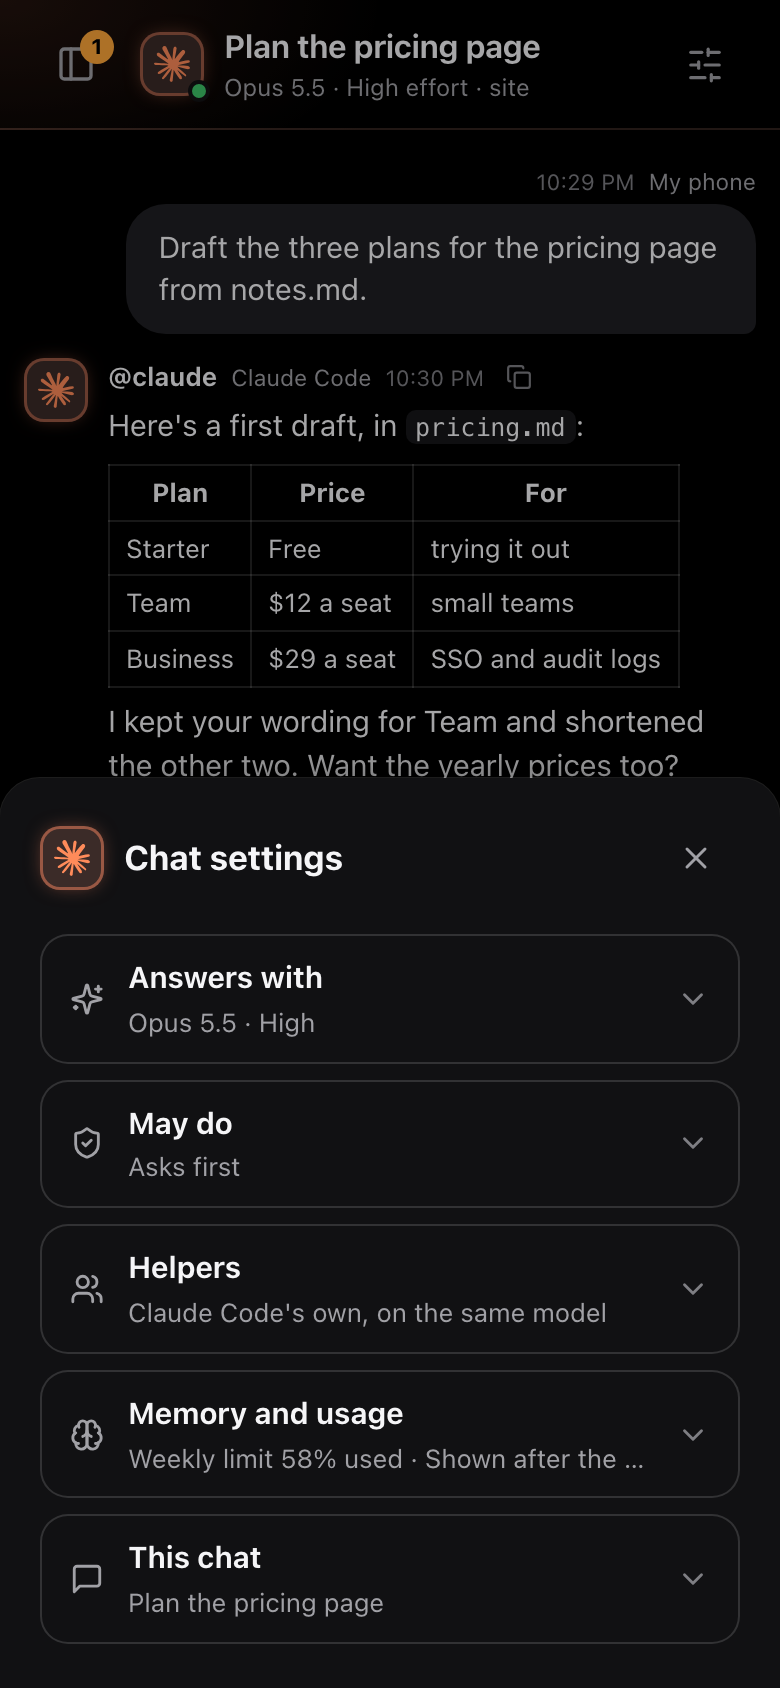 1
Plan the pricing page
Opus 5.5 · High effort · site
10:29 PM My phone
Draft the three plans for the pricing page
from notes.md.
@claude Claude Code 10:30 PM
Here's a first draft, in pricing.md:
Plan Price For
Starter Free trying it out
Team $12 a seat small teams
Business $29 a seat SSO and audit logs
I kept your wording for Team and shortened
the other two. Want the yearly prices too?
Chat settings
Answers with
Opus 5.5 · High
May do
Asks first
Helpers
Claude Code's own, on the same model
Memory and usage
Weekly limit 58% used · Shown after the ...
This chat
Plan the pricing page